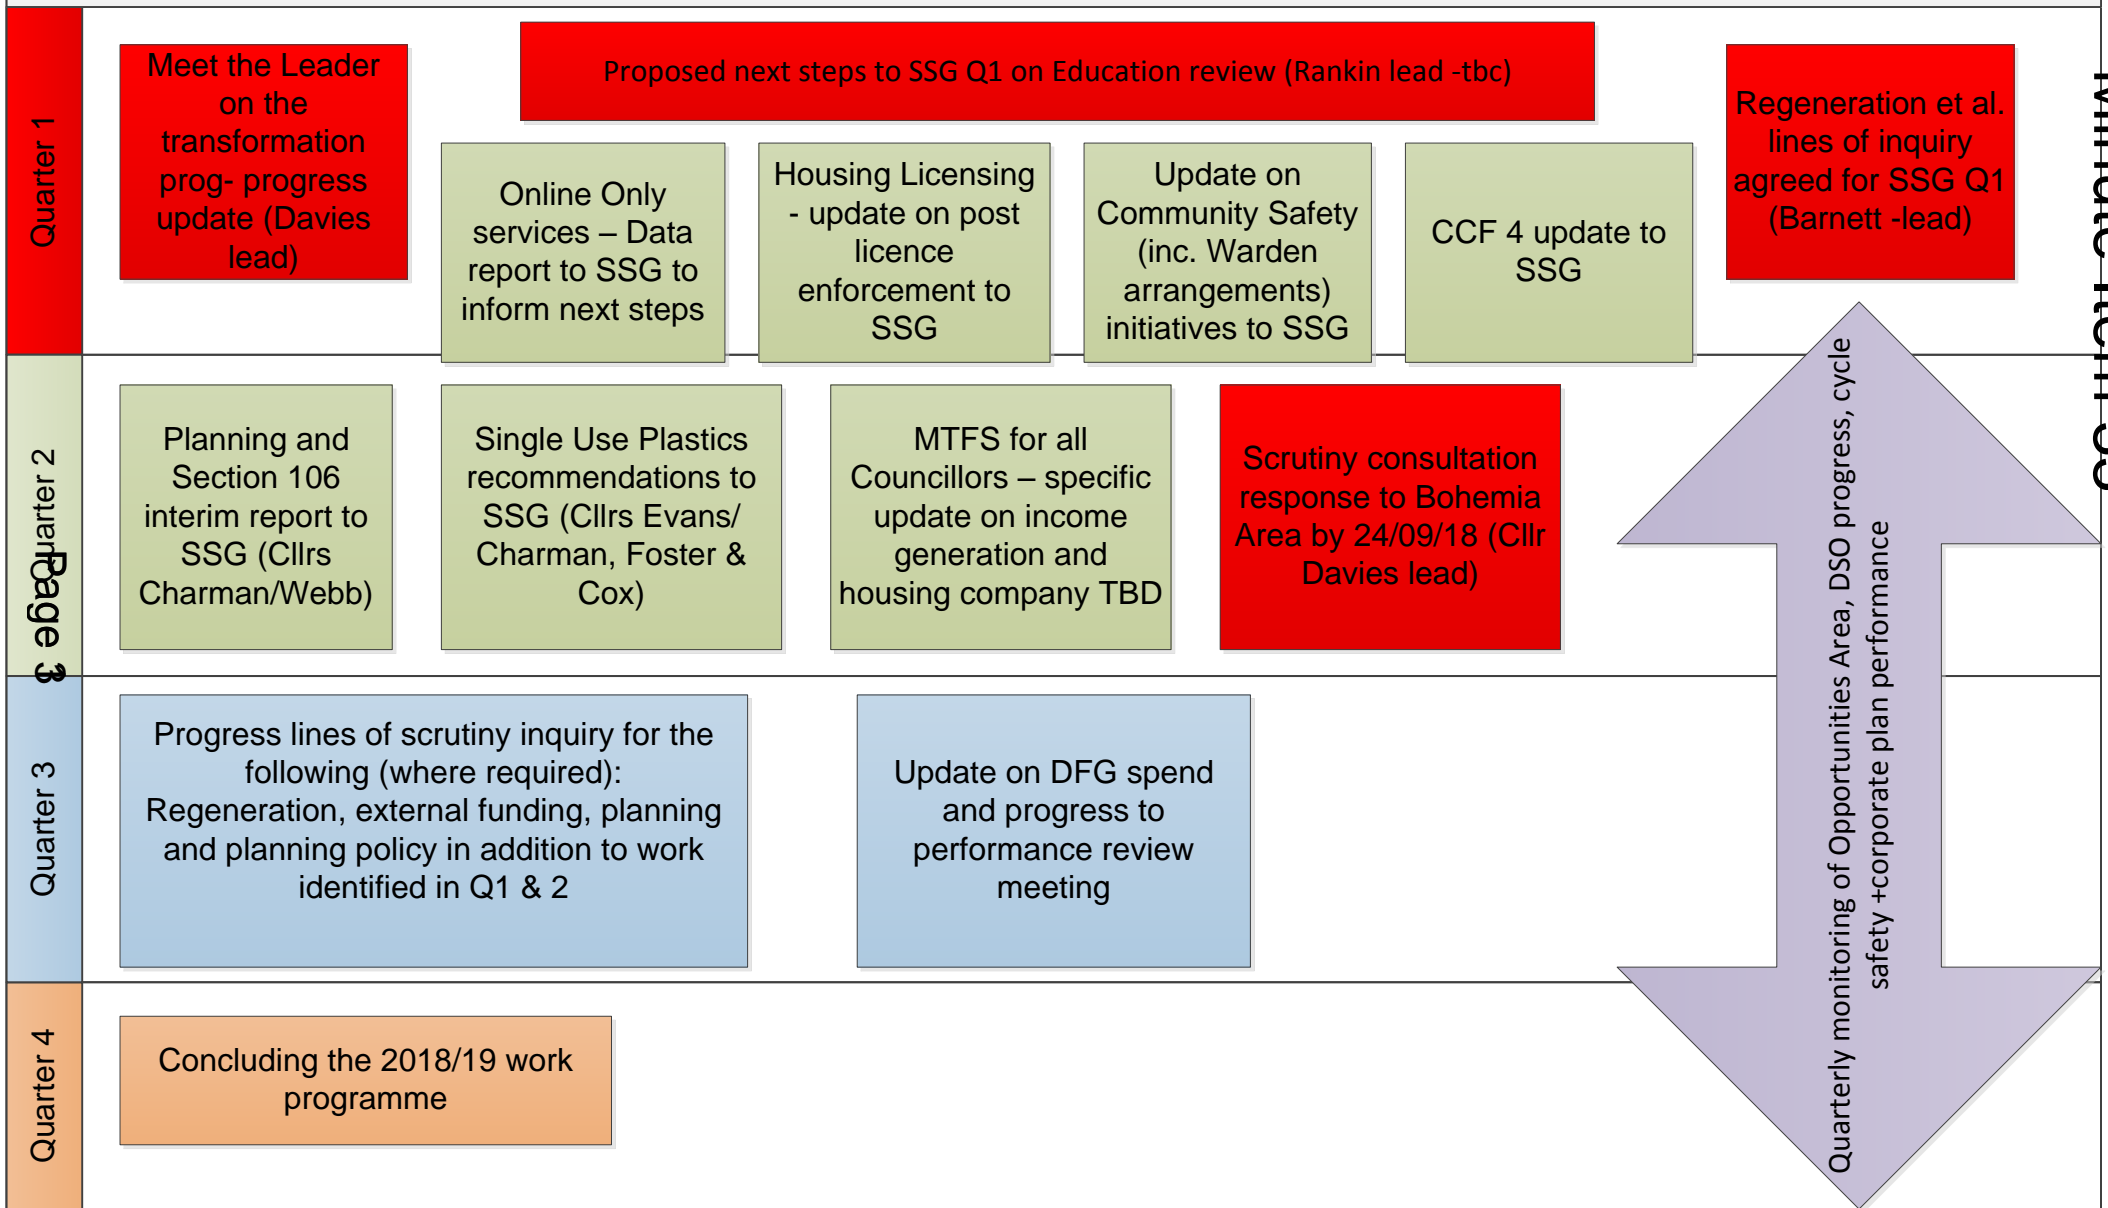 Quarter 1
Meet the Leader
on the
transformation
prog- progress
update (Davies
lead)
Proposed next steps to SSG Q1 on Education review (Rankin lead -tbc)
Online Only
services – Data
report to SSG to
inform next steps
Housing Licensing
- update on post
licence
enforcement to
SSG
Update on
Community Safety
(inc. Warden
arrangements)
initiatives to SSG
CCF 4 update to
SSG
Regeneration et al.
lines of inquiry
agreed for SSG Q1
(Barnett -lead)
Quarter 2
Planning and
Section 106
interim report to
SSG (Cllrs
Charman/Webb)
Single Use Plastics
recommendations to
SSG (Cllrs Evans/
Charman, Foster &
Cox)
MTFS for all
Councillors – specific
update on income
generation and
housing company TBD
Scrutiny consultation
response to Bohemia
Area by 24/09/18 (Cllr
Davies lead)
Page 3
Quarter 3
Progress lines of scrutiny inquiry for the
following (where required):
Regeneration, external funding, planning
and planning policy in addition to work
identified in Q1 & 2
Update on DFG spend
and progress to
performance review
meeting
Quarter 4
Concluding the 2018/19 work
programme
Quarterly monitoring of Opportunities Area, DSO progress, cycle
safety +corporate plan performance
Minute Item